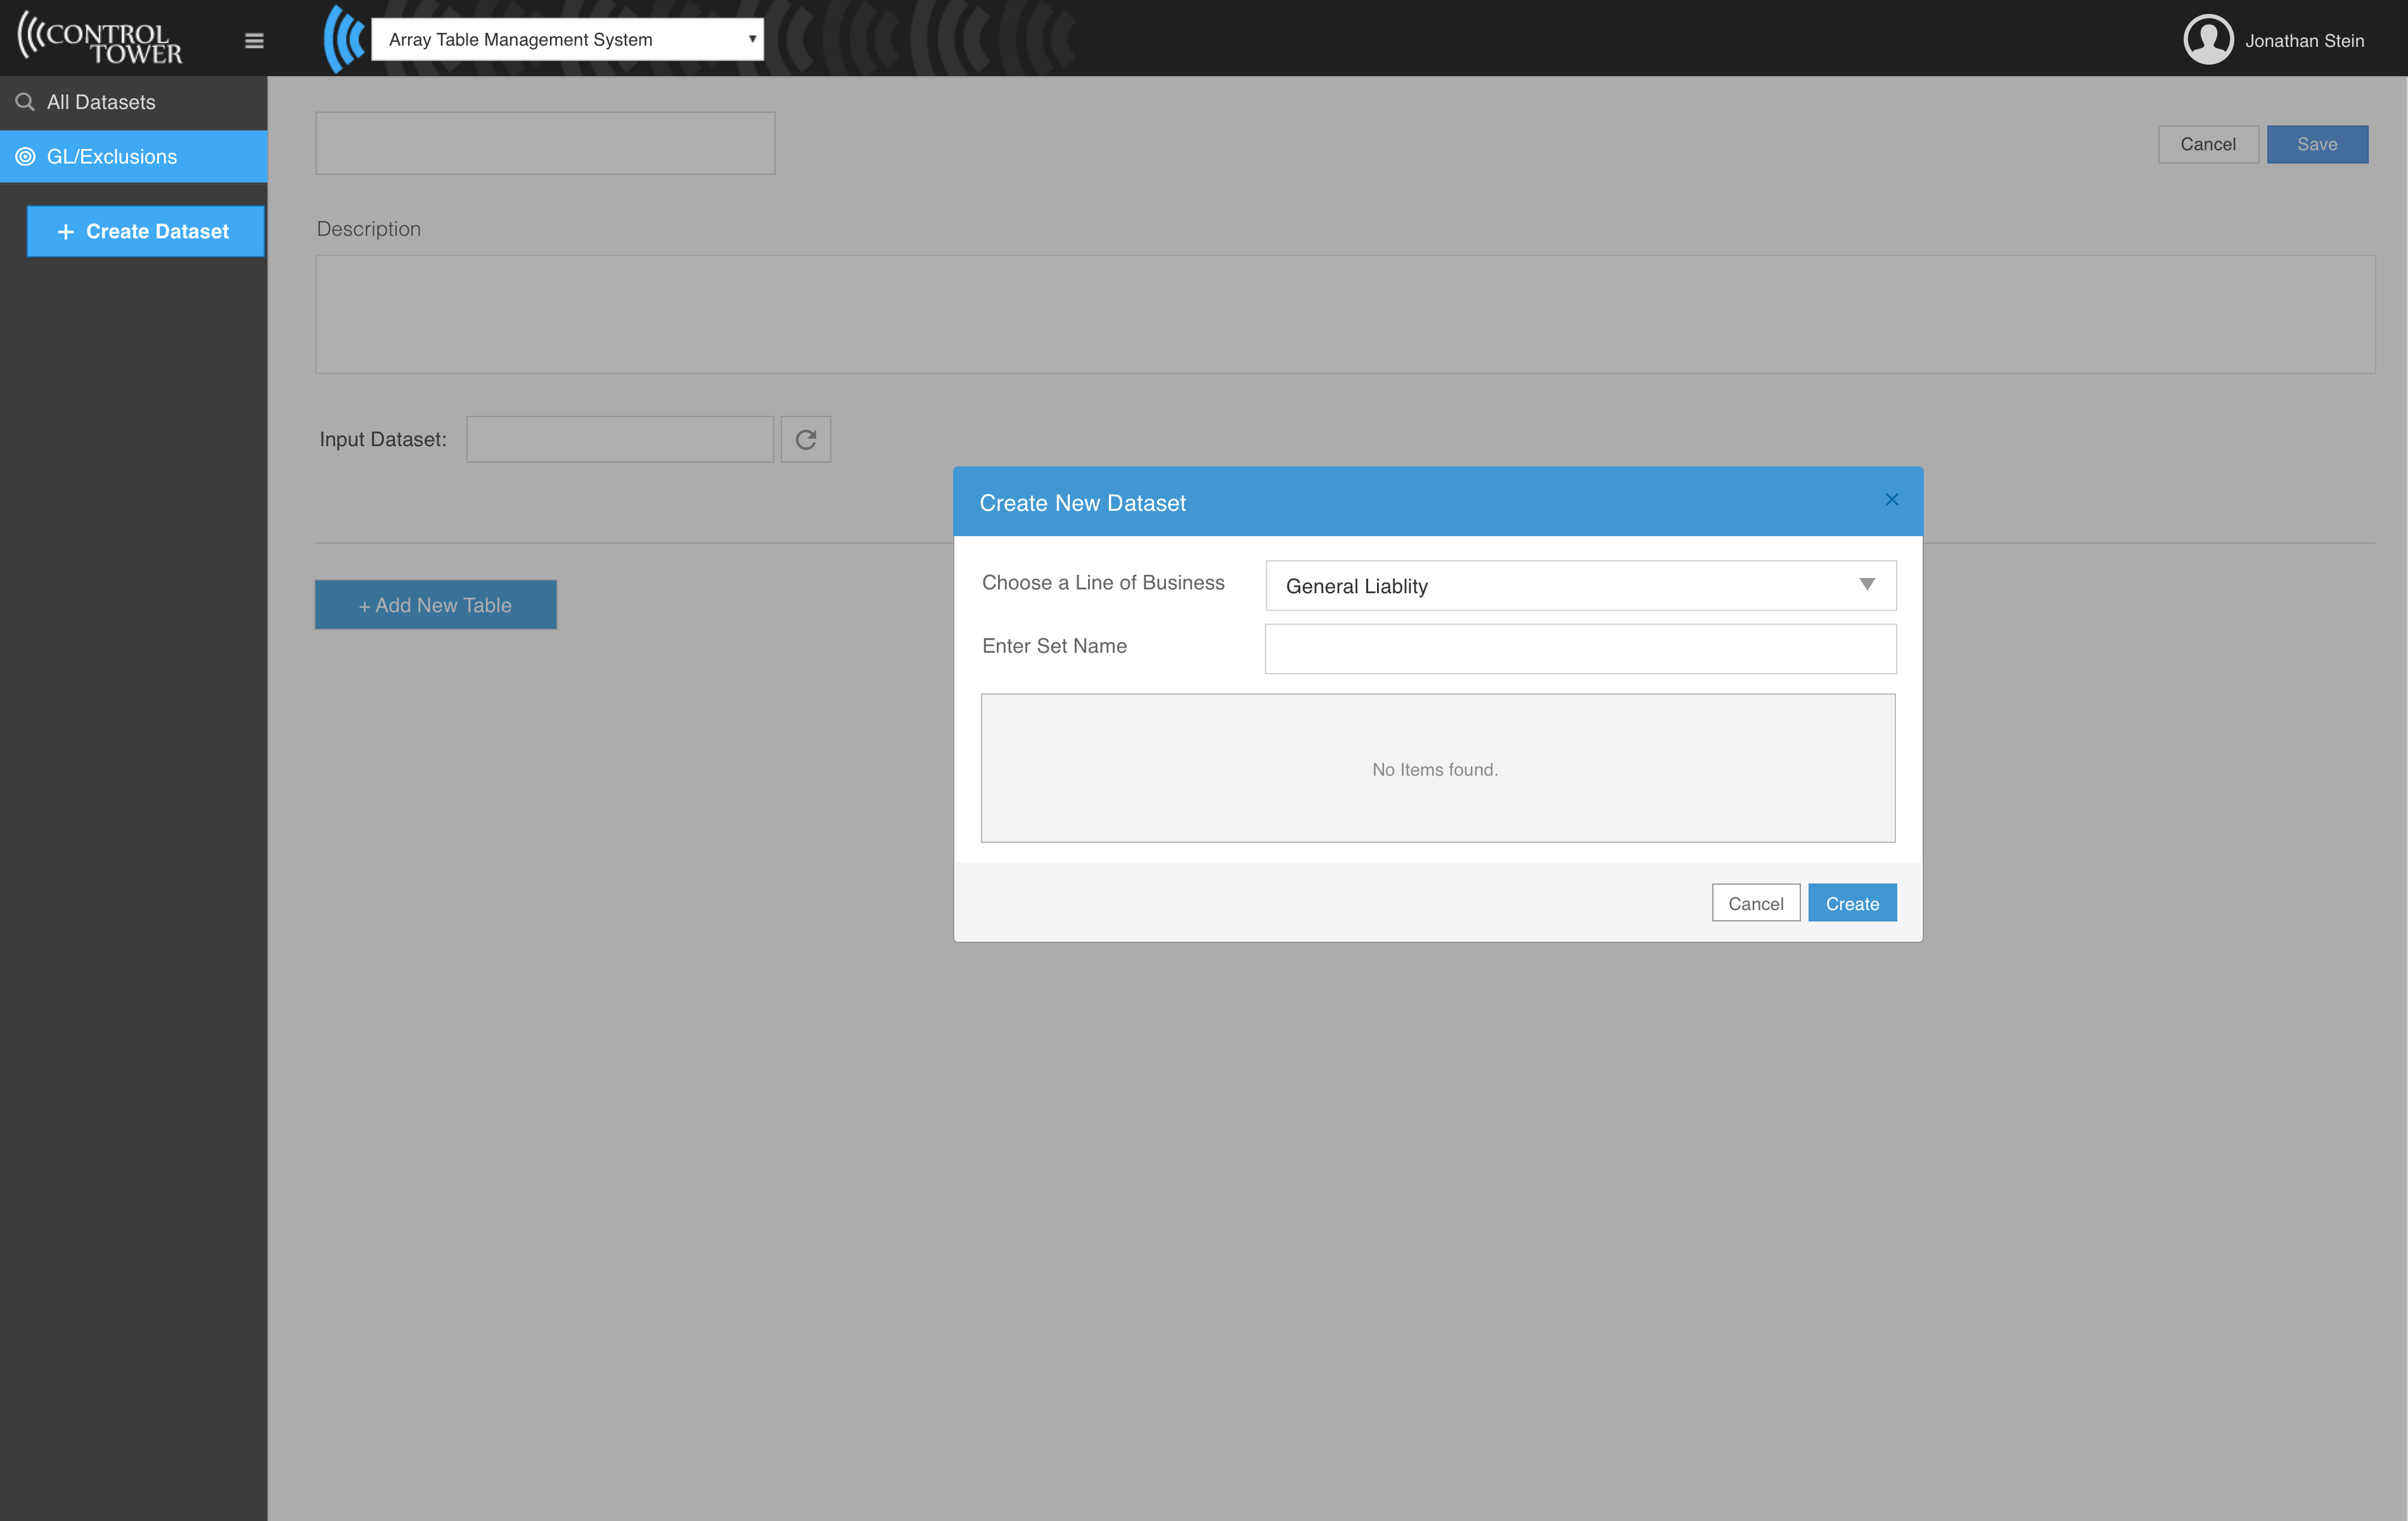 CONTROL
TOWER
Array Table Management System
Jonathan Stein
All Datasets
GL/Exclusions
+ Create Dataset
Cancel
Save
Description
Input Dataset:
+ Add New Table
Create New Dataset
Choose a Line of Business
General Liablity
Enter Set Name
No Items found.
Cancel
Create